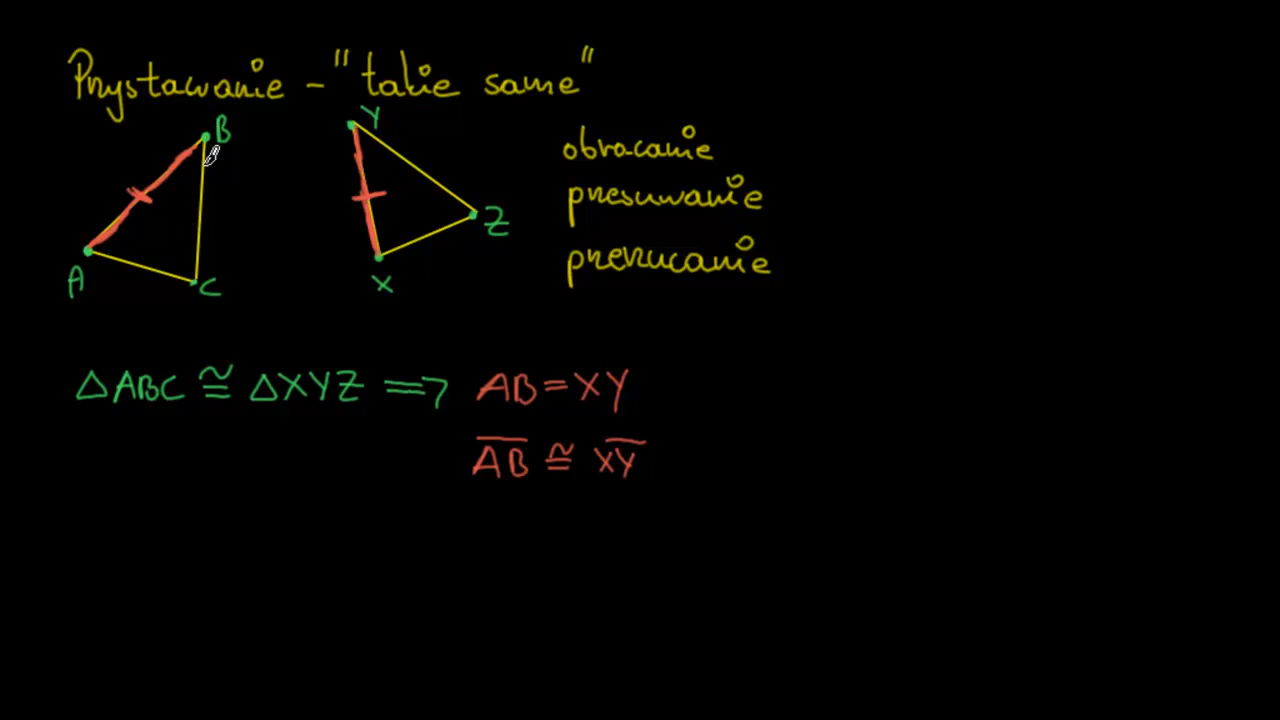 Przystawanie - "takie same"
B
Y
obracanie
przesuwanie
Z
przerzucanie
A
C
X
△ABC ≅ △XYZ ⟹ AB = XY
A̅B̅ ≅ X̅Y̅